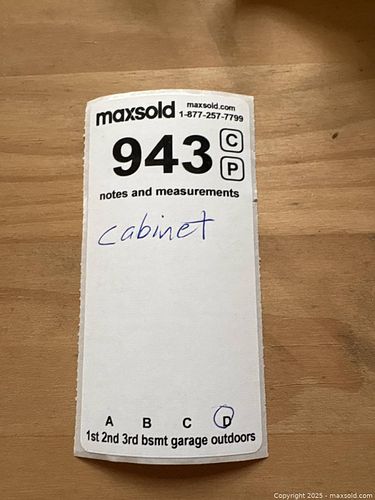 maxsold maxsold.com
1-877-257-7799
943 C
P
notes and measurements
cabinet
A B C D
1st 2nd 3rd bsmt garage outdoors
Copyright 2025 - maxsold.com